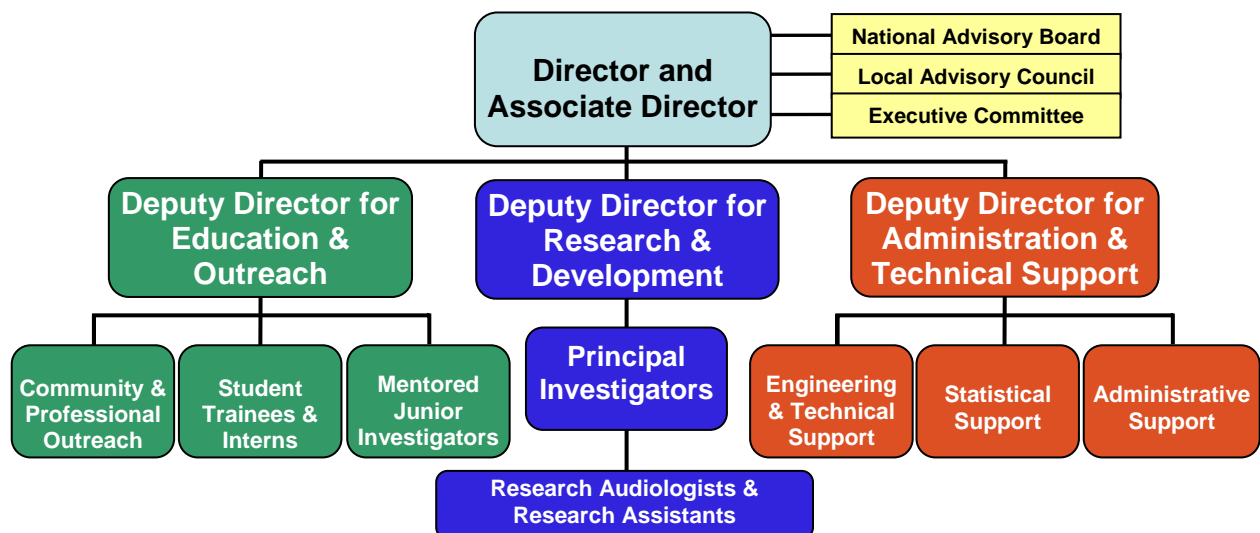 Director and
Associate Director
National Advisory Board
Local Advisory Council
Executive Committee
Deputy Director for
Education &
Outreach
Deputy Director for
Research &
Development
Deputy Director for
Administration &
Technical Support
Community &
Professional
Outreach
Student
Trainees &
Interns
Mentored
Junior
Investigators
Principal
Investigators
Engineering
& Technical
Support
Statistical
Support
Administrative
Support
Research Audiologists &
Research Assistants